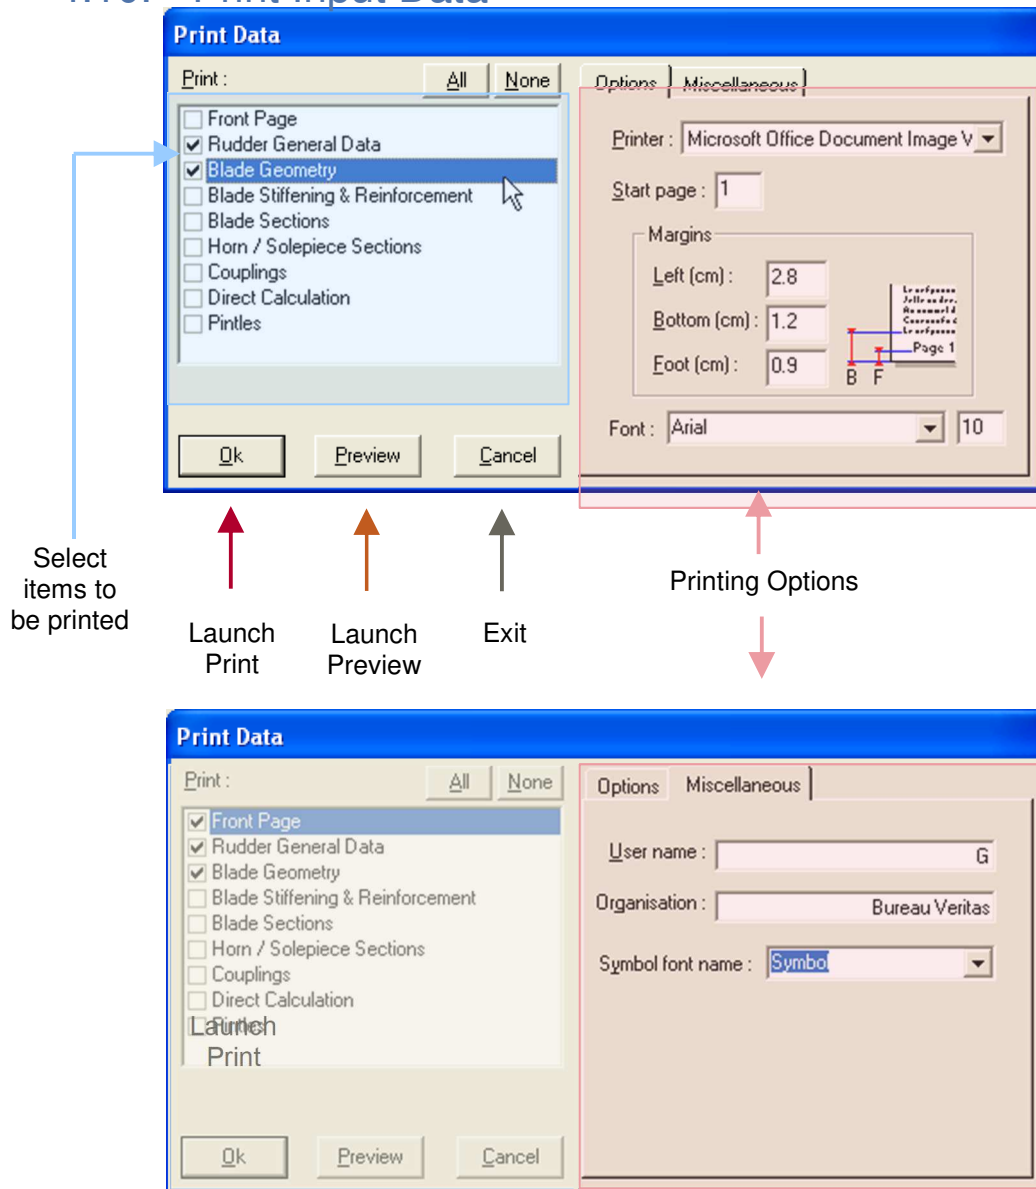 Print Input Data
Print Data
Print :
All
None
Front Page
Rudder General Data
Blade Geometry
Blade Stiffening & Reinforcement
Blade Sections
Horn / Solepiece Sections
Couplings
Direct Calculation
Pintles
Ok
Preview
Cancel
Options
Miscellaneous
Printer : Microsoft Office Document Image V
Start page : 1
Margins
Left (cm) : 2.8
Bottom (cm) : 1.2
Foot (cm) : 0.9
Page 1
B F
Font : Arial 10
Select
items to
be printed
Launch
Print
Launch
Preview
Exit
Printing Options
Print Data
Print :
All
None
Front Page
Rudder General Data
Blade Geometry
Blade Stiffening & Reinforcement
Blade Sections
Horn / Solepiece Sections
Couplings
Direct Calculation
Pintles
Launch
Print
Ok
Preview
Cancel
Options
Miscellaneous
User name : G
Organisation : Bureau Veritas
Symbol font name : Symbol